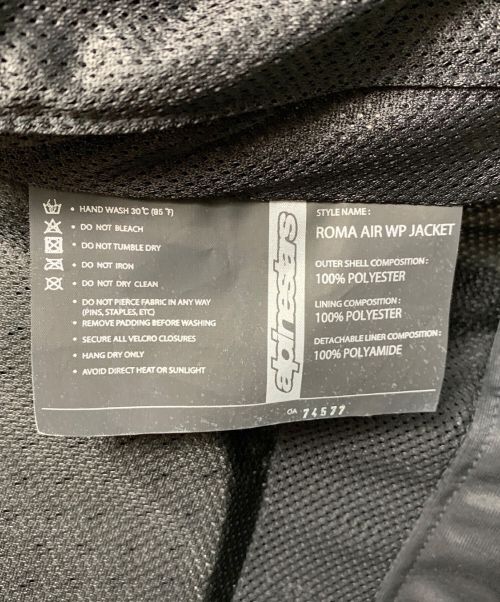 • HAND WASH 30°C (85 °F)
• DO NOT BLEACH
• DO NOT TUMBLE DRY
• DO NOT IRON
• DO NOT DRY CLEAN
• DO NOT PIERCE FABRIC IN ANY WAY
(PINS, STAPLES, ETC)
• REMOVE PADDING BEFORE WASHING
• SECURE ALL VELCRO CLOSURES
• HANG DRY ONLY
• AVOID DIRECT HEAT OR SUNLIGHT
alpinestars
STYLE NAME :
ROMA AIR WP JACKET
OUTER SHELL COMPOSITION :
100% POLYESTER
LINING COMPOSITION :
100% POLYESTER
DETACHABLE LINER COMPOSITION :
100% POLYAMIDE
OA 74577